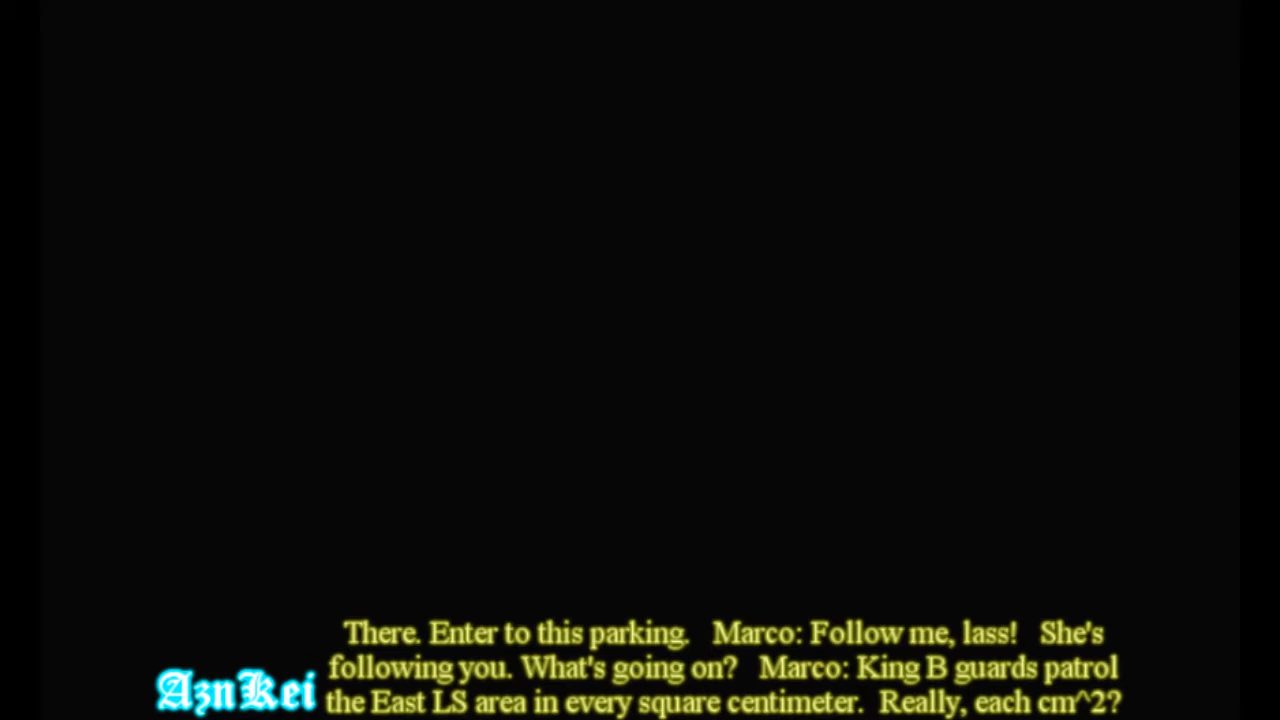 There. Enter to this parking.   Marco: Follow me, lass!   She's
following you. What's going on?   Marco: King B guards patrol
the East LS area in every square centimeter.  Really, each cm^2?
AznKei